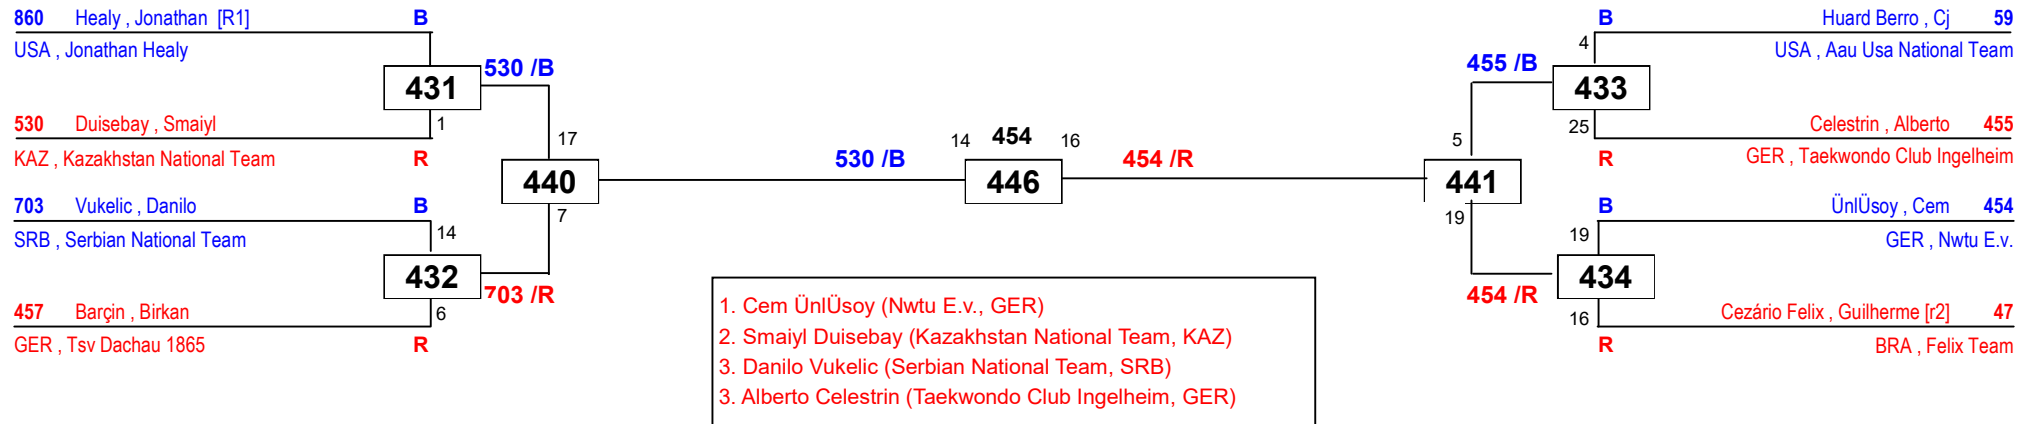 860 Healy , Jonathan [R1] B
USA , Jonathan Healy
431
530 /B
1
530 Duisebay , Smaiyl
KAZ , Kazakhstan National Team R
17
440
7
703 Vukelic , Danilo B
SRB , Serbian National Team
14
432
703 /R
6
457 Barçin , Birkan
GER , Tsv Dachau 1865 R
530 /B
14 454 16
446
454 /R
B Huard Berro , Cj 59
USA , Aau Usa National Team
4
455 /B
433
25
Celestrin , Alberto 455
R GER , Taekwondo Club Ingelheim
5
441
19
B ÜnlÜsoy , Cem 454
GER , Nwtu E.v.
19
434
454 /R
16
Cezário Felix , Guilherme [r2] 47
R BRA , Felix Team
1. Cem ÜnlÜsoy (Nwtu E.v., GER)
2. Smaiyl Duisebay (Kazakhstan National Team, KAZ)
3. Danilo Vukelic (Serbian National Team, SRB)
3. Alberto Celestrin (Taekwondo Club Ingelheim, GER)